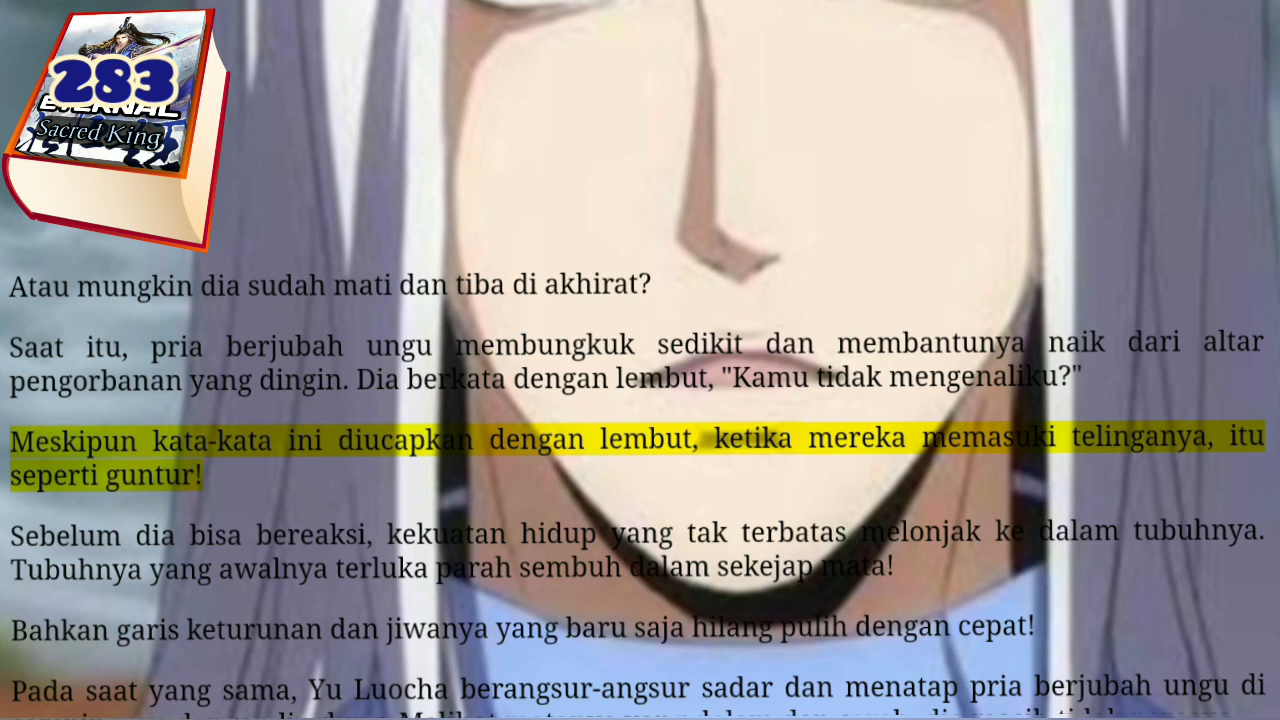 283
ETERNAL
Sacred King
Atau mungkin dia sudah mati dan tiba di akhirat?
Saat itu, pria berjubah ungu membungkuk sedikit dan membantunya naik dari altar
pengorbanan yang dingin. Dia berkata dengan lembut, "Kamu tidak mengenaliku?"
Meskipun kata-kata ini diucapkan dengan lembut, ketika mereka memasuki telinganya, itu
seperti guntur!
Sebelum dia bisa bereaksi, kekuatan hidup yang tak terbatas melonjak ke dalam tubuhnya.
Tubuhnya yang awalnya terluka parah sembuh dalam sekejap mata!
Bahkan garis keturunan dan jiwanya yang baru saja hilang pulih dengan cepat!
Pada saat yang sama, Yu Luocha berangsur-angsur sadar dan menatap pria berjubah ungu di